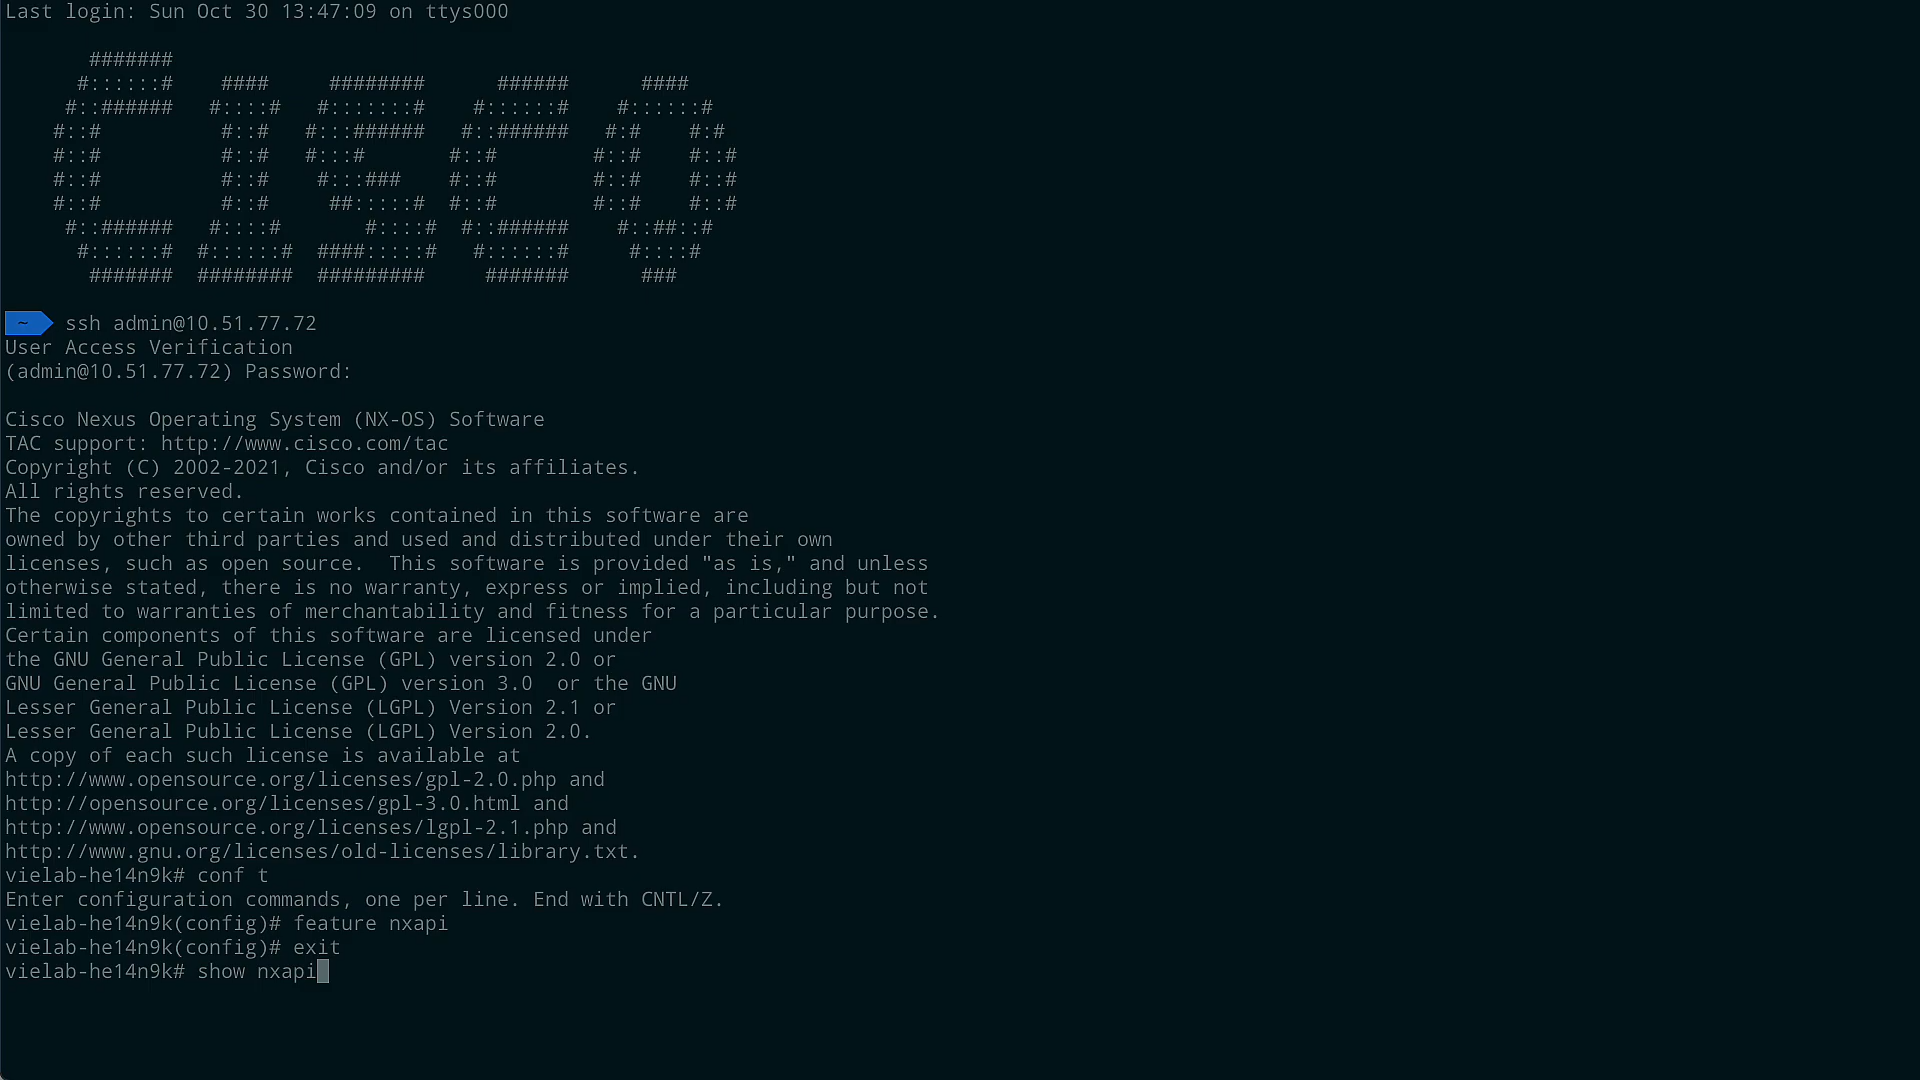 Last login: Sun Oct 30 13:47:09 on ttys000
       #######
      #::::::#    ####     ########      ######      ####
     #::######   #::::#   #:::::::#    #::::::#    #::::::#
    #::#          #::#   #:::######   #::######   #:#    #:#
    #::#          #::#   #:::#       #::#        #::#    #::#
    #::#          #::#    #:::###    #::#        #::#    #::#
    #::#          #::#     ##:::::#  #::#        #::#    #::#
     #::######   #::::#       #::::#  #::######    #::##::#
      #::::::#  #::::::#  ####:::::#   #::::::#     #::::#
       #######  ########  #########     #######      ###
~ ssh admin@10.51.77.72
User Access Verification
(admin@10.51.77.72) Password:
Cisco Nexus Operating System (NX-OS) Software
TAC support: http://www.cisco.com/tac
Copyright (C) 2002-2021, Cisco and/or its affiliates.
All rights reserved.
The copyrights to certain works contained in this software are
owned by other third parties and used and distributed under their own
licenses, such as open source.  This software is provided "as is," and unless
otherwise stated, there is no warranty, express or implied, including but not
limited to warranties of merchantability and fitness for a particular purpose.
Certain components of this software are licensed under
the GNU General Public License (GPL) version 2.0 or
GNU General Public License (GPL) version 3.0  or the GNU
Lesser General Public License (LGPL) Version 2.1 or
Lesser General Public License (LGPL) Version 2.0.
A copy of each such license is available at
http://www.opensource.org/licenses/gpl-2.0.php and
http://opensource.org/licenses/gpl-3.0.html and
http://www.opensource.org/licenses/lgpl-2.1.php and
http://www.gnu.org/licenses/old-licenses/library.txt.
vielab-he14n9k# conf t
Enter configuration commands, one per line. End with CNTL/Z.
vielab-he14n9k(config)# feature nxapi
vielab-he14n9k(config)# exit
vielab-he14n9k# show nxapi